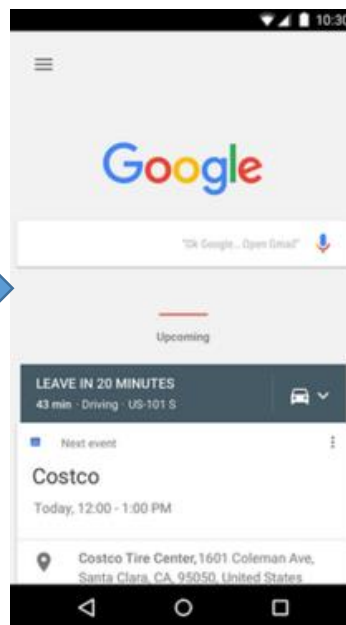 10:30
Google
"Ok Google... Open Gmail"
Upcoming
LEAVE IN 20 MINUTES
43 min · Driving · US-101 S
Next event
Costco
Today, 12:00 - 1:00 PM
Costco Tire Center, 1601 Coleman Ave,
Santa Clara, CA, 95050, United States